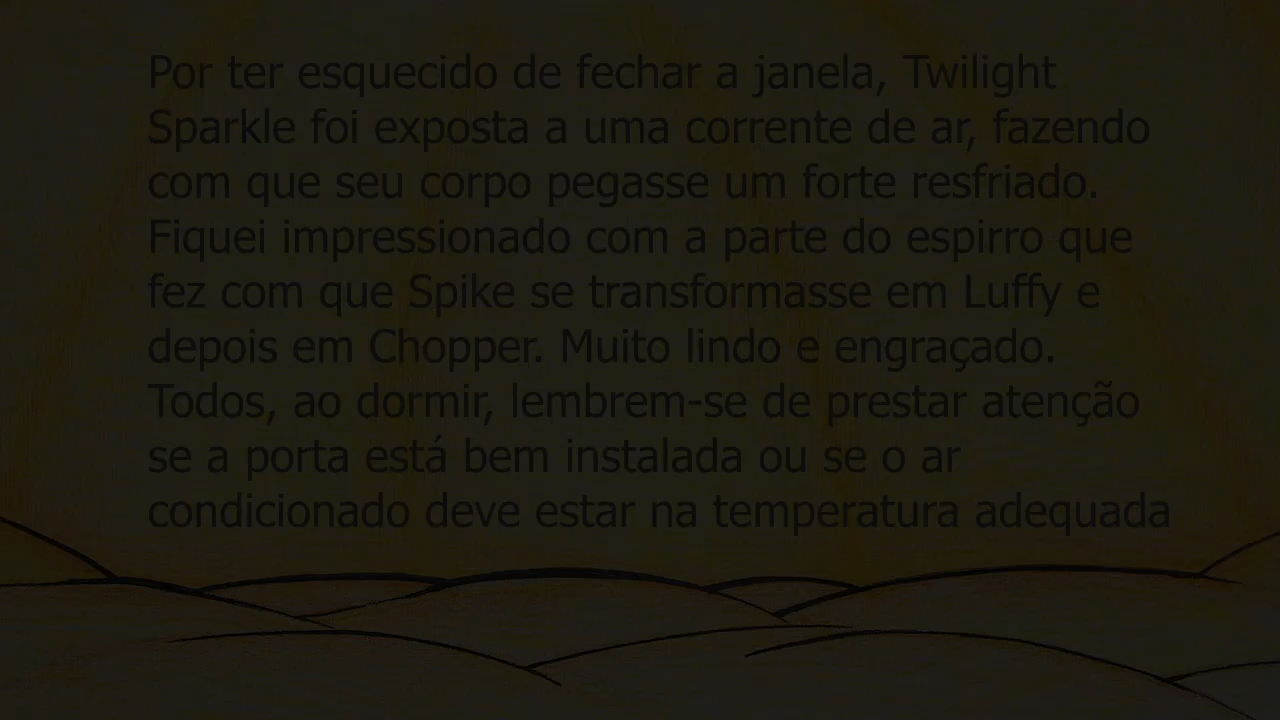 Por ter esquecido de fechar a janela, Twilight
Sparkle foi exposta a uma corrente de ar, fazendo
com que seu corpo pegasse um forte resfriado.
Fiquei impressionado com a parte do espirro que
fez com que Spike se transformasse em Luffy e
depois em Chopper. Muito lindo e engraçado.
Todos, ao dormir, lembrem-se de prestar atenção
se a porta está bem instalada ou se o ar
condicionado deve estar na temperatura adequada